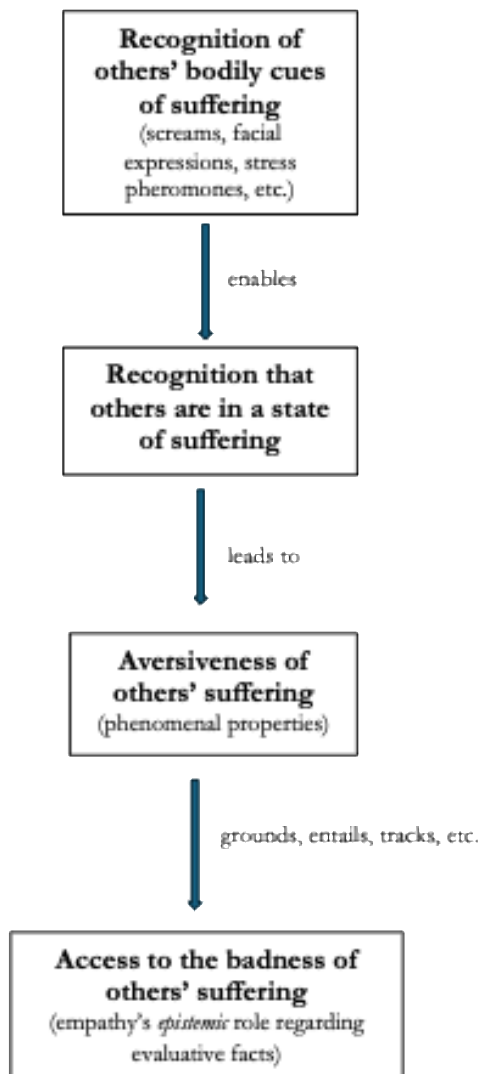 Recognition of
others’ bodily cues
of suffering
(screams, facial
expressions, stress
pheromones, etc.)
enables
Recognition that
others are in a state
of suffering
leads to
Aversiveness of
others’ suffering
(phenomenal properties)
grounds, entails, tracks, etc.
Access to the badness of
others’ suffering
(empathy’s epistemic role regarding
evaluative facts)